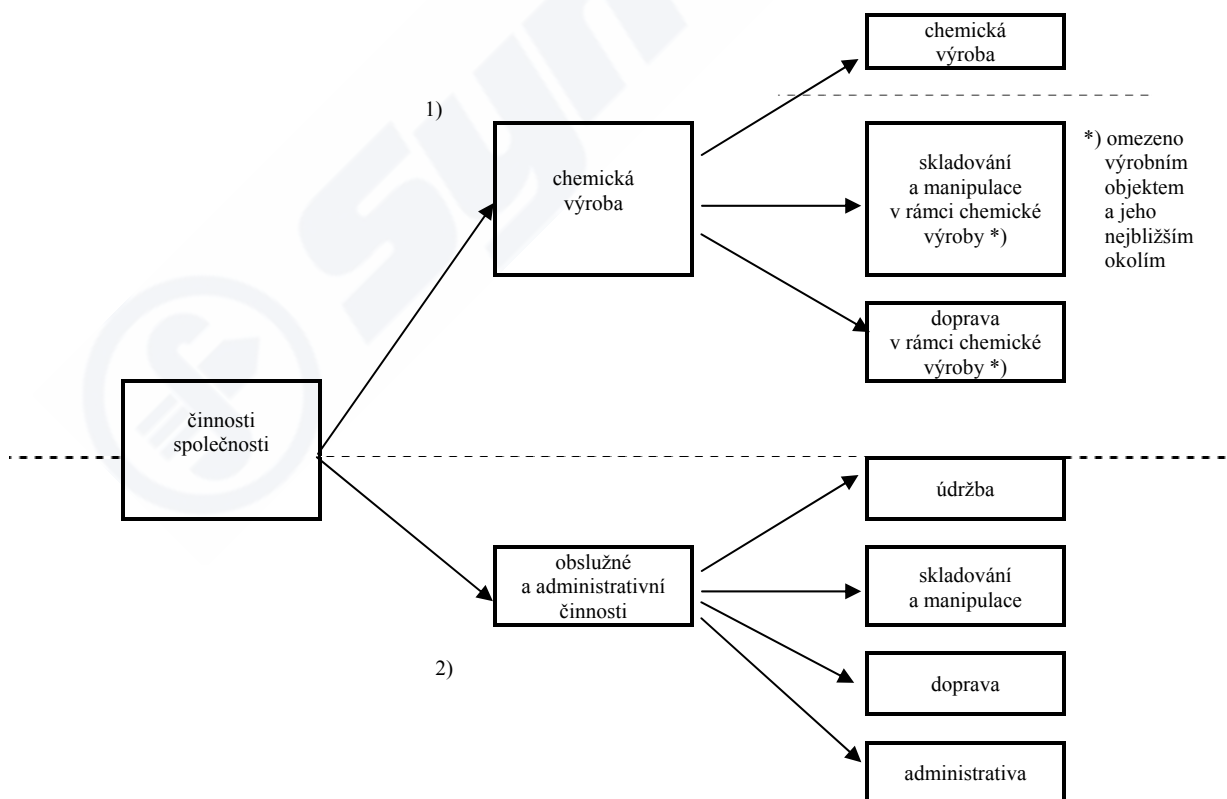 chemická
výroba
1)
chemická
výroba
skladování
a manipulace
v rámci chemické
výroby *)
*) omezeno
výrobním
objektem
a jeho
nejbližším
okolím
doprava
v rámci chemické
výroby *)
činnosti
společnosti
údržba
obslužné
a administrativní
činnosti
skladování
a manipulace
2)
doprava
administrativa